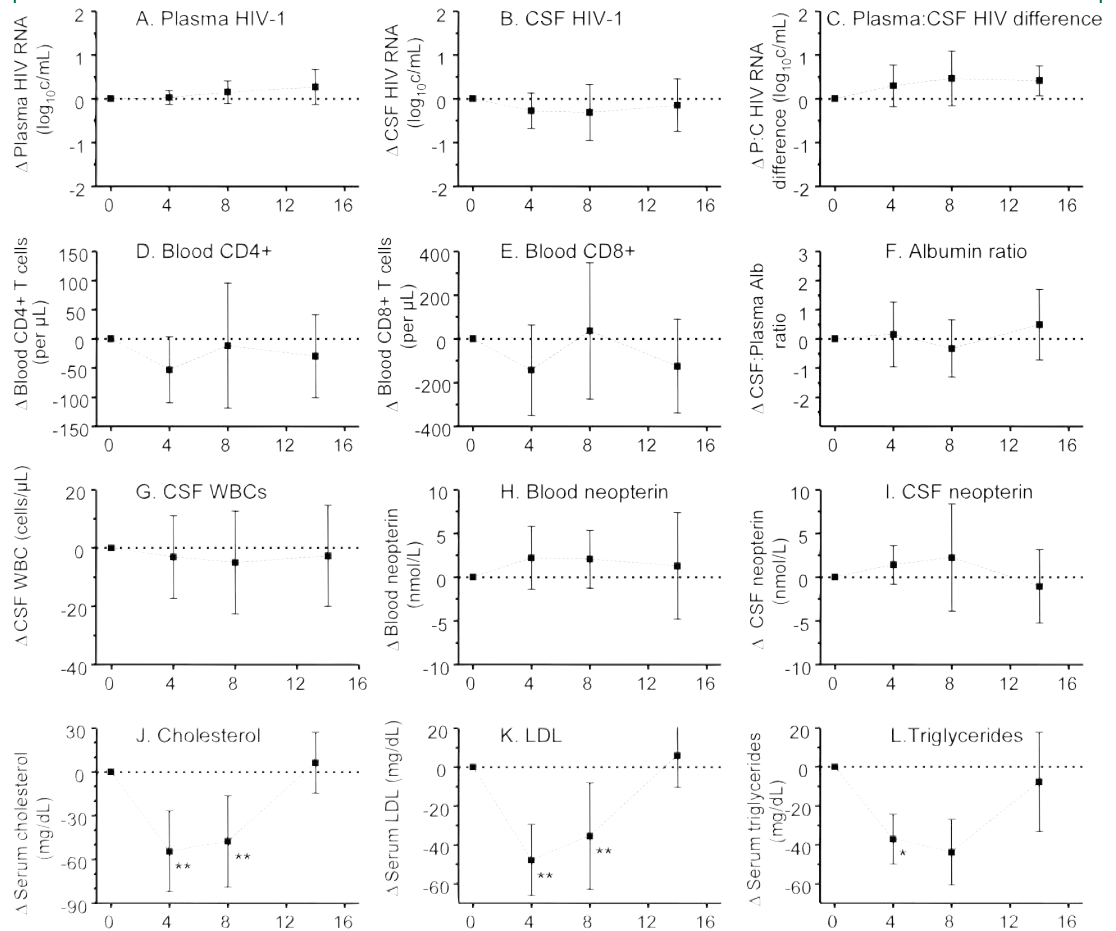 A. Plasma HIV-1
Δ Plasma HIV RNA
(log10c/mL)
2
1
0
-1
-2
0 4 8 12 16
B. CSF HIV-1
Δ CSF HIV RNA
(log10c/mL)
2
1
0
-1
-2
0 4 8 12 16
C. Plasma:CSF HIV difference
Δ P:C HIV RNA
difference (log10c/mL)
2
1
0
-1
-2
0 4 8 12 16
D. Blood CD4+
Δ Blood CD4+ T cells
(per µL)
150
100
50
0
-50
-100
-150
0 4 8 12 16
E. Blood CD8+
Δ Blood CD8+ T cells
(per µL)
400
200
0
-200
-400
0 4 8 12 16
F. Albumin ratio
Δ CSF:Plasma Alb
ratio
3
2
1
0
-1
-2
0 4 8 12 16
G. CSF WBCs
Δ CSF WBC (cells/µL)
20
0
-20
-40
0 4 8 12 16
H. Blood neopterin
Δ Blood neopterin
(nmol/L)
10
5
0
-5
-10
0 4 8 12 16
I. CSF neopterin
Δ CSF neopterin
(nmol/L)
10
5
0
-5
-10
0 4 8 12 16
J. Cholesterol
Δ Serum cholesterol
(mg/dL)
30
0
-30
-60
-90
** **
0 4 8 12 16
K. LDL
Δ Serum LDL (mg/dL)
20
0
-20
-40
-60
** **
0 4 8 12 16
L.Triglycerides
Δ Serum triglycerides
(mg/dL)
20
0
-20
-40
-60
*
0 4 8 12 16